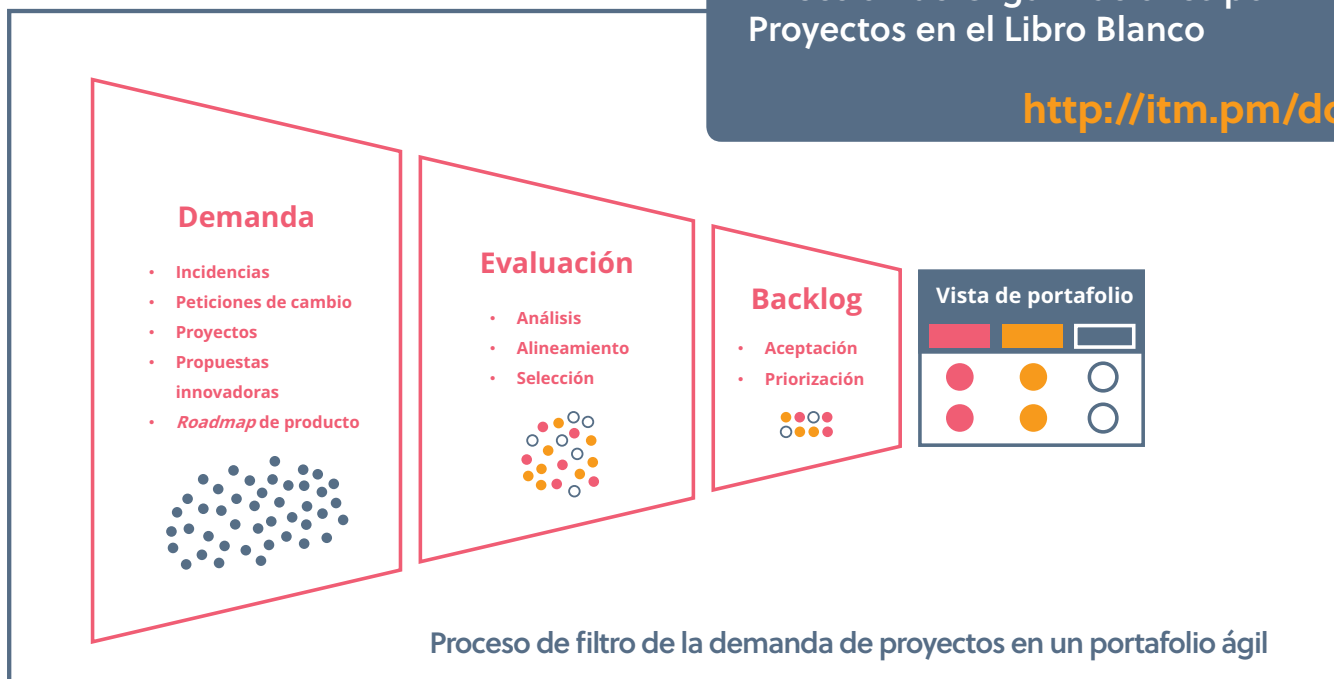 Proyectos en el Libro Blanco
http://itm.pm/do
Demanda
• Incidencias
• Peticiones de cambio
• Proyectos
• Propuestas
innovadoras
• Roadmap de producto
Evaluación
• Análisis
• Alineamiento
• Selección
Backlog
• Aceptación
• Priorización
Vista de portafolio
Proceso de filtro de la demanda de proyectos en un portafolio ágil